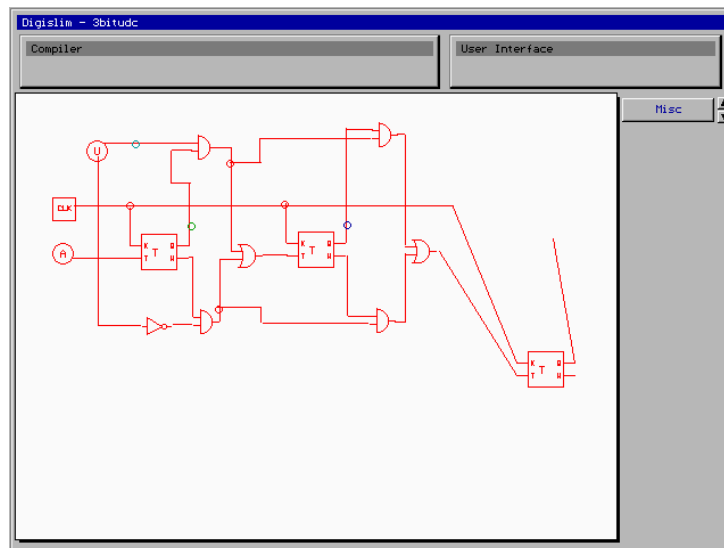 Digislim - 3bitudc
Compiler
User Interface
Misc
U
CLK
K Q
T
T N
A
K Q
T
T N
K Q
T
T N